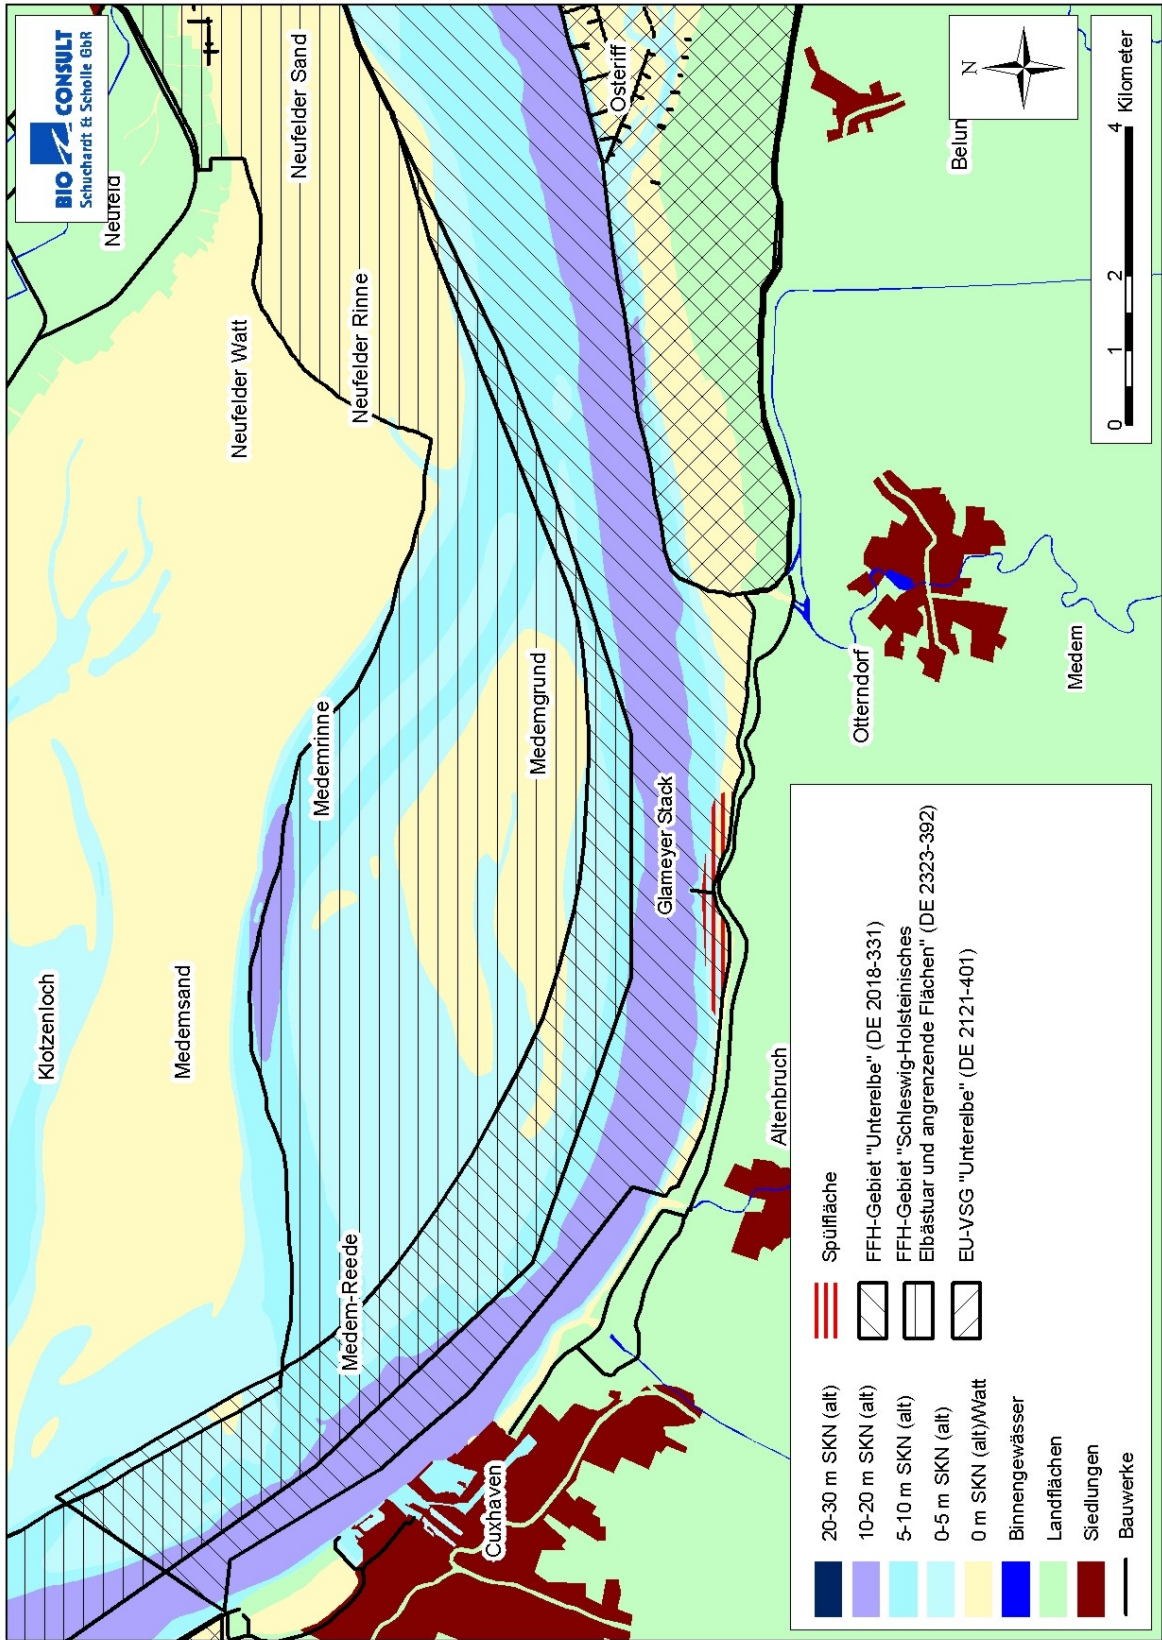 BIO CONSULT
Schuchardt & Scholle GbR
Neufeld
Neufelder Sand
Osteriff
N
Belum
Neufelder Watt
Neufelder Rinne
Klotzenloch
Medemsand
Medemrinne
Medemgrund
Medem-Reede
Glameyer Stack
Otterndorf
Medem
Altenbruch
Cuxhaven
0 1 2 4 Kilometer
20-30 m SKN (alt)
10-20 m SKN (alt)
5-10 m SKN (alt)
0-5 m SKN (alt)
0 m SKN (alt)/Watt
Binnengewässer
Landflächen
Siedlungen
Bauwerke
Spülfläche
FFH-Gebiet "Unterelbe" (DE 2018-331)
FFH-Gebiet "Schleswig-Holsteinisches
Elbästuar und angrenzende Flächen" (DE 2323-392)
EU-VSG "Unterelbe" (DE 2121-401)